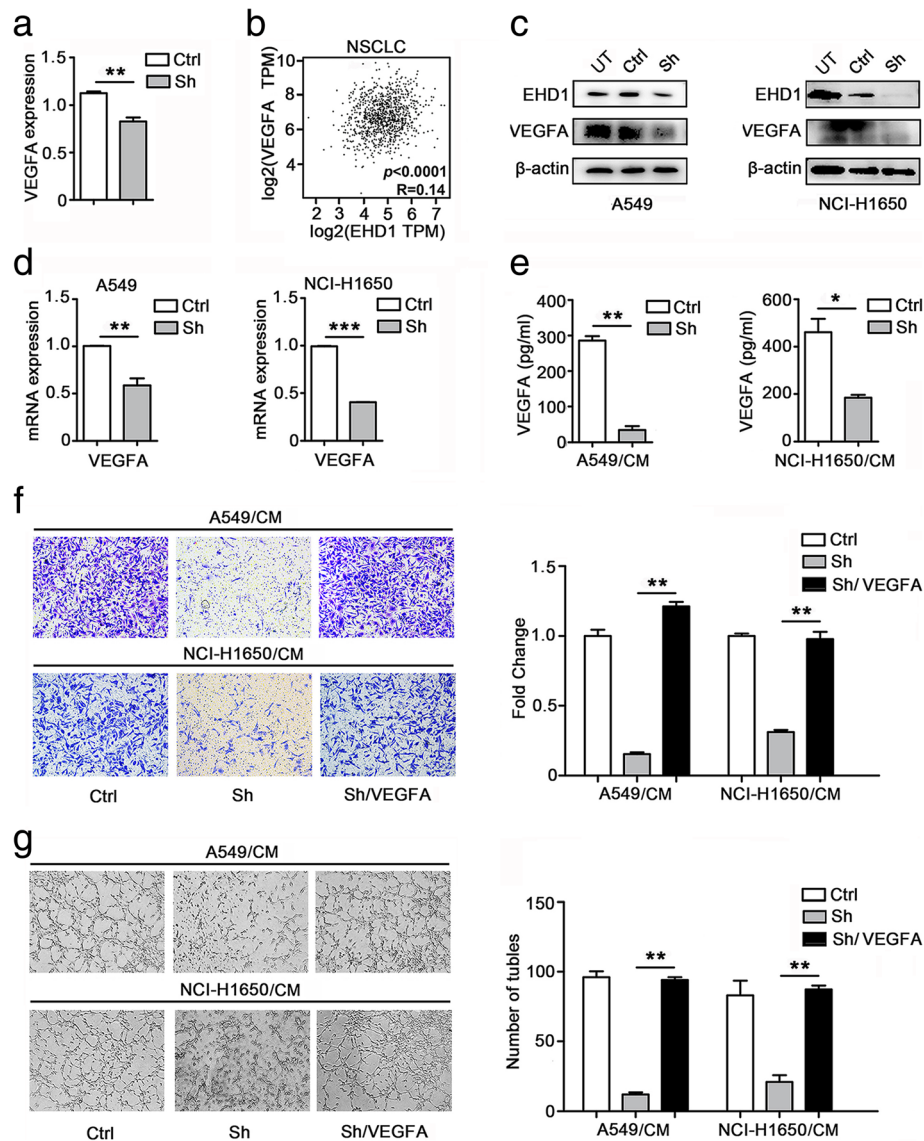 a
VEGFA expression
1.5
1.0
0.5
0
**
Ctrl
Sh
b
NSCLC
log2(VEGFA TPM)
10
8
6
4
2
p<0.0001
R=0.14
2 3 4 5 6 7
log2(EHD1 TPM)
c
UT Ctrl Sh
EHD1
VEGFA
β-actin
A549
UT Ctrl Sh
EHD1
VEGFA
β-actin
NCI-H1650
d
A549
mRNA expression
1.5
1.0
0.5
0
**
Ctrl
Sh
VEGFA
NCI-H1650
mRNA expression
1.5
1.0
0.5
0
***
Ctrl
Sh
VEGFA
e
VEGFA (pg/ml)
400
300
200
100
0
**
Ctrl
Sh
A549/CM
VEGFA (pg/ml)
600
400
200
0
*
Ctrl
Sh
NCI-H1650/CM
f
A549/CM
NCI-H1650/CM
Ctrl Sh Sh/VEGFA
Fold Change
1.5
1.0
0.5
0
**
**
Ctrl
Sh
Sh/ VEGFA
A549/CM NCI-H1650/CM
g
A549/CM
NCI-H1650/CM
Ctrl Sh Sh/VEGFA
Number of tubles
150
100
50
0
**
**
Ctrl
Sh
Sh/ VEGFA
A549/CM NCI-H1650/CM